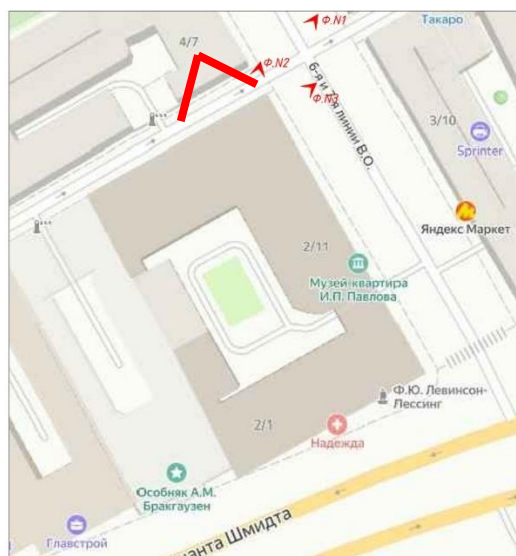 Ф.N1
Такаро
4/7
Ф.N2
Ф.N3
6-я и 7-я линии В.О.
3/10
Sprinter
Яндекс Маркет
2/11
Музей-квартира
И.П. Павлова
Ф.Ю. Левинсон-
Лессинг
2/1
Надежда
Особняк А.М.
Бракгаузен
Главстрой
анта Шмидта